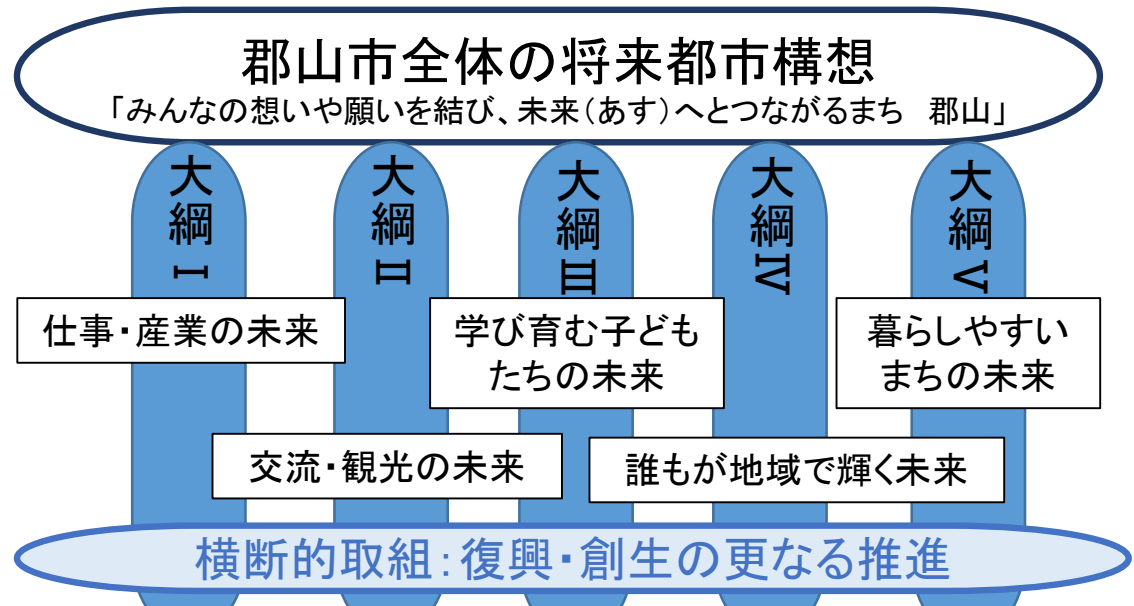 郡山市全体の将来都市構想
「みんなの想いや願いを結び、未来(あす)へとつながるまち　郡山」
大綱Ⅰ
大綱Ⅱ
大綱Ⅲ
大綱Ⅳ
大綱Ⅴ
仕事・産業の未来
学び育む子ども
たちの未来
暮らしやすい
まちの未来
交流・観光の未来
誰もが地域で輝く未来
横断的取組:復興・創生の更なる推進